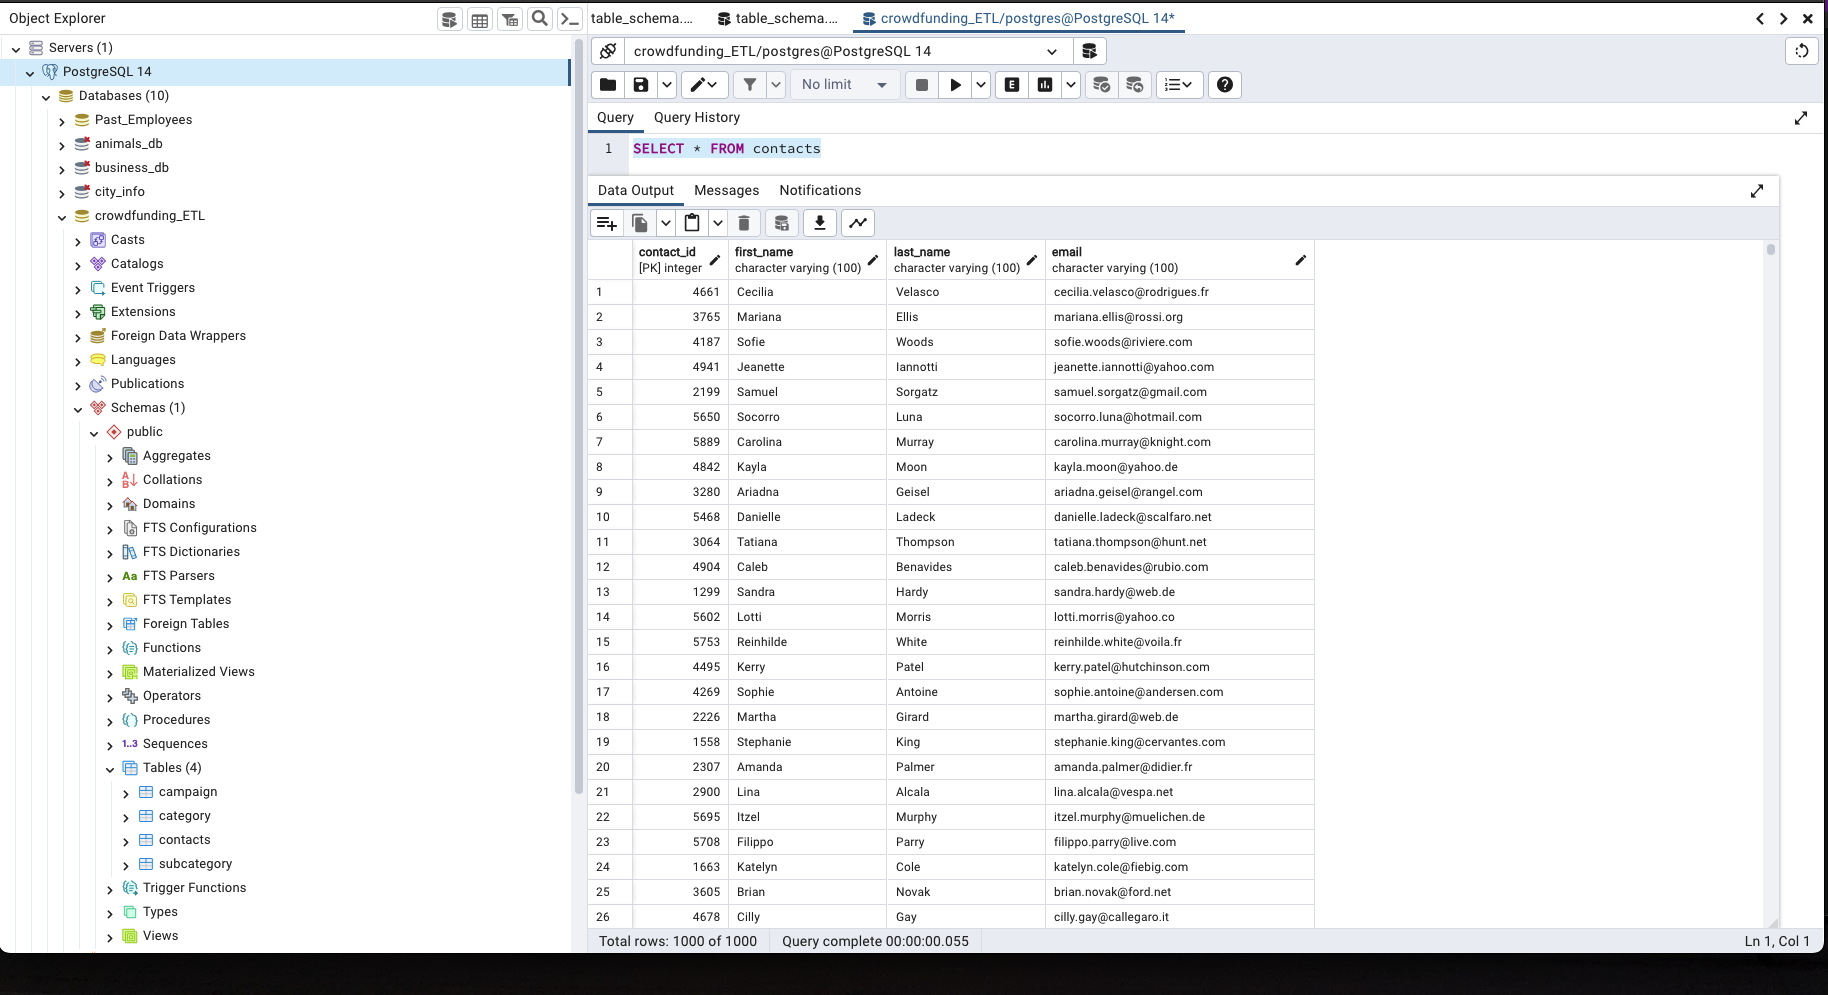 Object Explorer
Servers (1)
PostgreSQL 14
Databases (10)
Past_Employees
animals_db
business_db
city_info
crowdfunding_ETL
Casts
Catalogs
Event Triggers
Extensions
Foreign Data Wrappers
Languages
Publications
Schemas (1)
public
Aggregates
Collations
Domains
FTS Configurations
FTS Dictionaries
Aa FTS Parsers
FTS Templates
Foreign Tables
Functions
Materialized Views
Operators
Procedures
1..3 Sequences
Tables (4)
campaign
category
contacts
subcategory
Trigger Functions
Types
Views
table_schema.... table_schema.... crowdfunding_ETL/postgres@PostgreSQL 14*
crowdfunding_ETL/postgres@PostgreSQL 14
No limit E
Query Query History
1 SELECT * FROM contacts
Data Output Messages Notifications
contact_id first_name last_name email
[PK] integer character varying (100) character varying (100) character varying (100)
1 4661 Cecilia Velasco cecilia.velasco@rodrigues.fr
2 3765 Mariana Ellis mariana.ellis@rossi.org
3 4187 Sofie Woods sofie.woods@riviere.com
4 4941 Jeanette Iannotti jeanette.iannotti@yahoo.com
5 2199 Samuel Sorgatz samuel.sorgatz@gmail.com
6 5650 Socorro Luna socorro.luna@hotmail.com
7 5889 Carolina Murray carolina.murray@knight.com
8 4842 Kayla Moon kayla.moon@yahoo.de
9 3280 Ariadna Geisel ariadna.geisel@rangel.com
10 5468 Danielle Ladeck danielle.ladeck@scalfaro.net
11 3064 Tatiana Thompson tatiana.thompson@hunt.net
12 4904 Caleb Benavides caleb.benavides@rubio.com
13 1299 Sandra Hardy sandra.hardy@web.de
14 5602 Lotti Morris lotti.morris@yahoo.co
15 5753 Reinhilde White reinhilde.white@voila.fr
16 4495 Kerry Patel kerry.patel@hutchinson.com
17 4269 Sophie Antoine sophie.antoine@andersen.com
18 2226 Martha Girard martha.girard@web.de
19 1558 Stephanie King stephanie.king@cervantes.com
20 2307 Amanda Palmer amanda.palmer@didier.fr
21 2900 Lina Alcala lina.alcala@vespa.net
22 5695 Itzel Murphy itzel.murphy@muelichen.de
23 5708 Filippo Parry filippo.parry@live.com
24 1663 Katelyn Cole katelyn.cole@fiebig.com
25 3605 Brian Novak brian.novak@ford.net
26 4678 Cilly Gay cilly.gay@callegaro.it
Total rows: 1000 of 1000 Query complete 00:00:00.055 Ln 1, Col 1